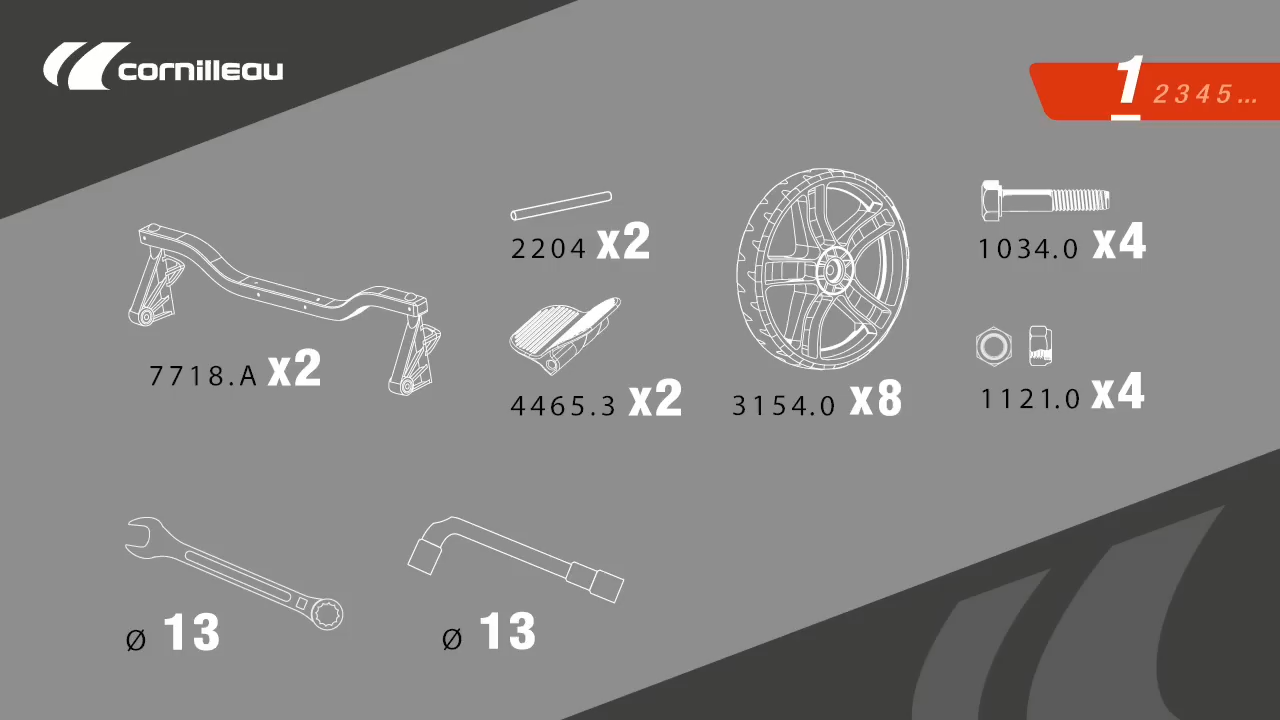 cornilleau
1 2 3 4 5 ...
2204 x2
1034.0 x4
7718.A x2
4465.3 x2
3154.0 x8
1121.0 x4
Ø 13
Ø 13